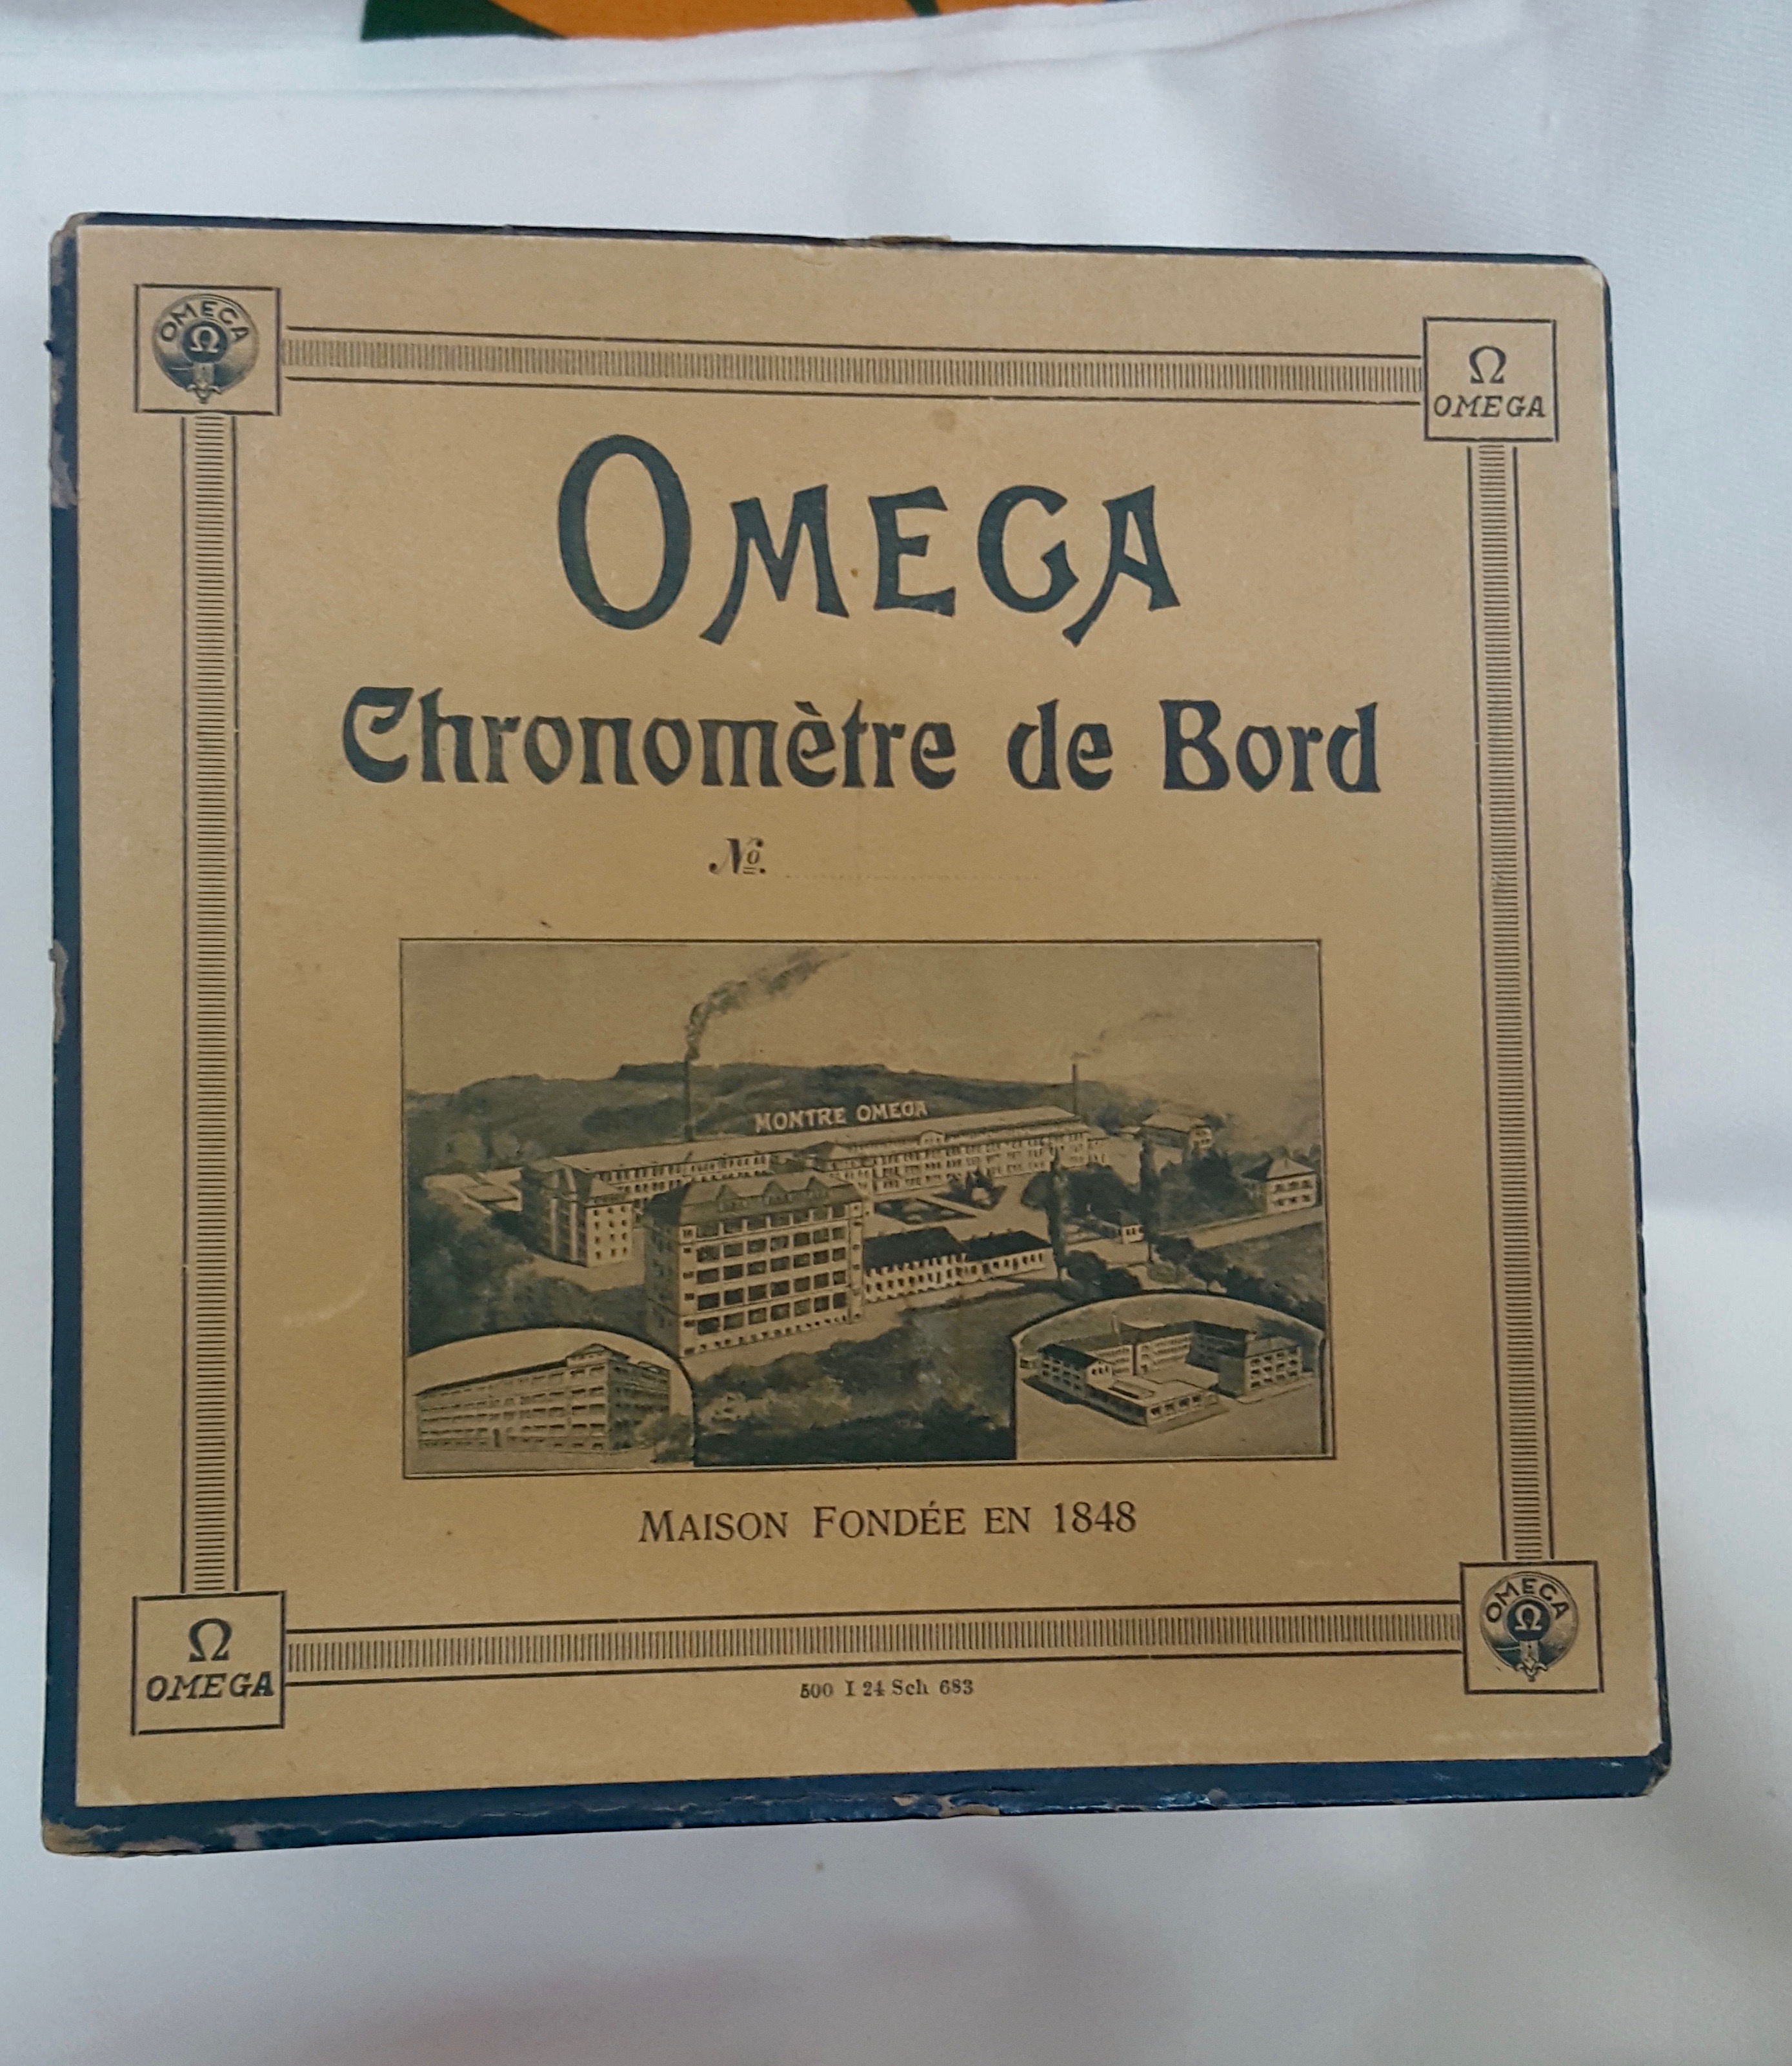 OMEGA
Ω
Ω
OMEGA
OMEGA
Chronomètre de Bord
No.
MONTRE OMEGA
MAISON FONDÉE EN 1848
OMEGA
Ω
Ω
OMEGA
500 I 24 Sch 683